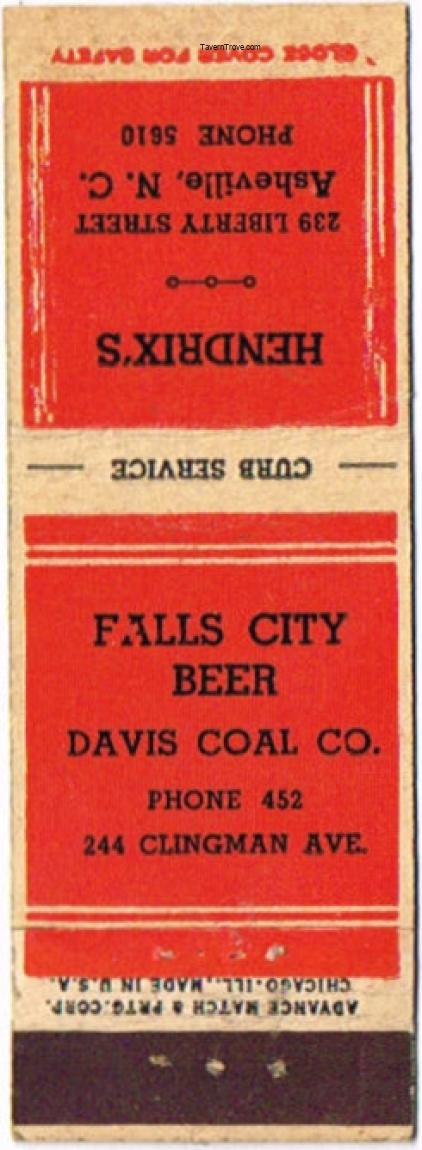 TavernTrove.com
CLOSE COVER FOR SAFETY
HENDRIX'S
239 LIBERTY STREET
Asheville, N. C.
PHONE 5610
CURB SERVICE
FALLS CITY
BEER
DAVIS COAL CO.
PHONE 452
244 CLINGMAN AVE.
ADVANCE MATCH & PRTG. CORP.
CHICAGO·ILL., MADE IN U.S.A.